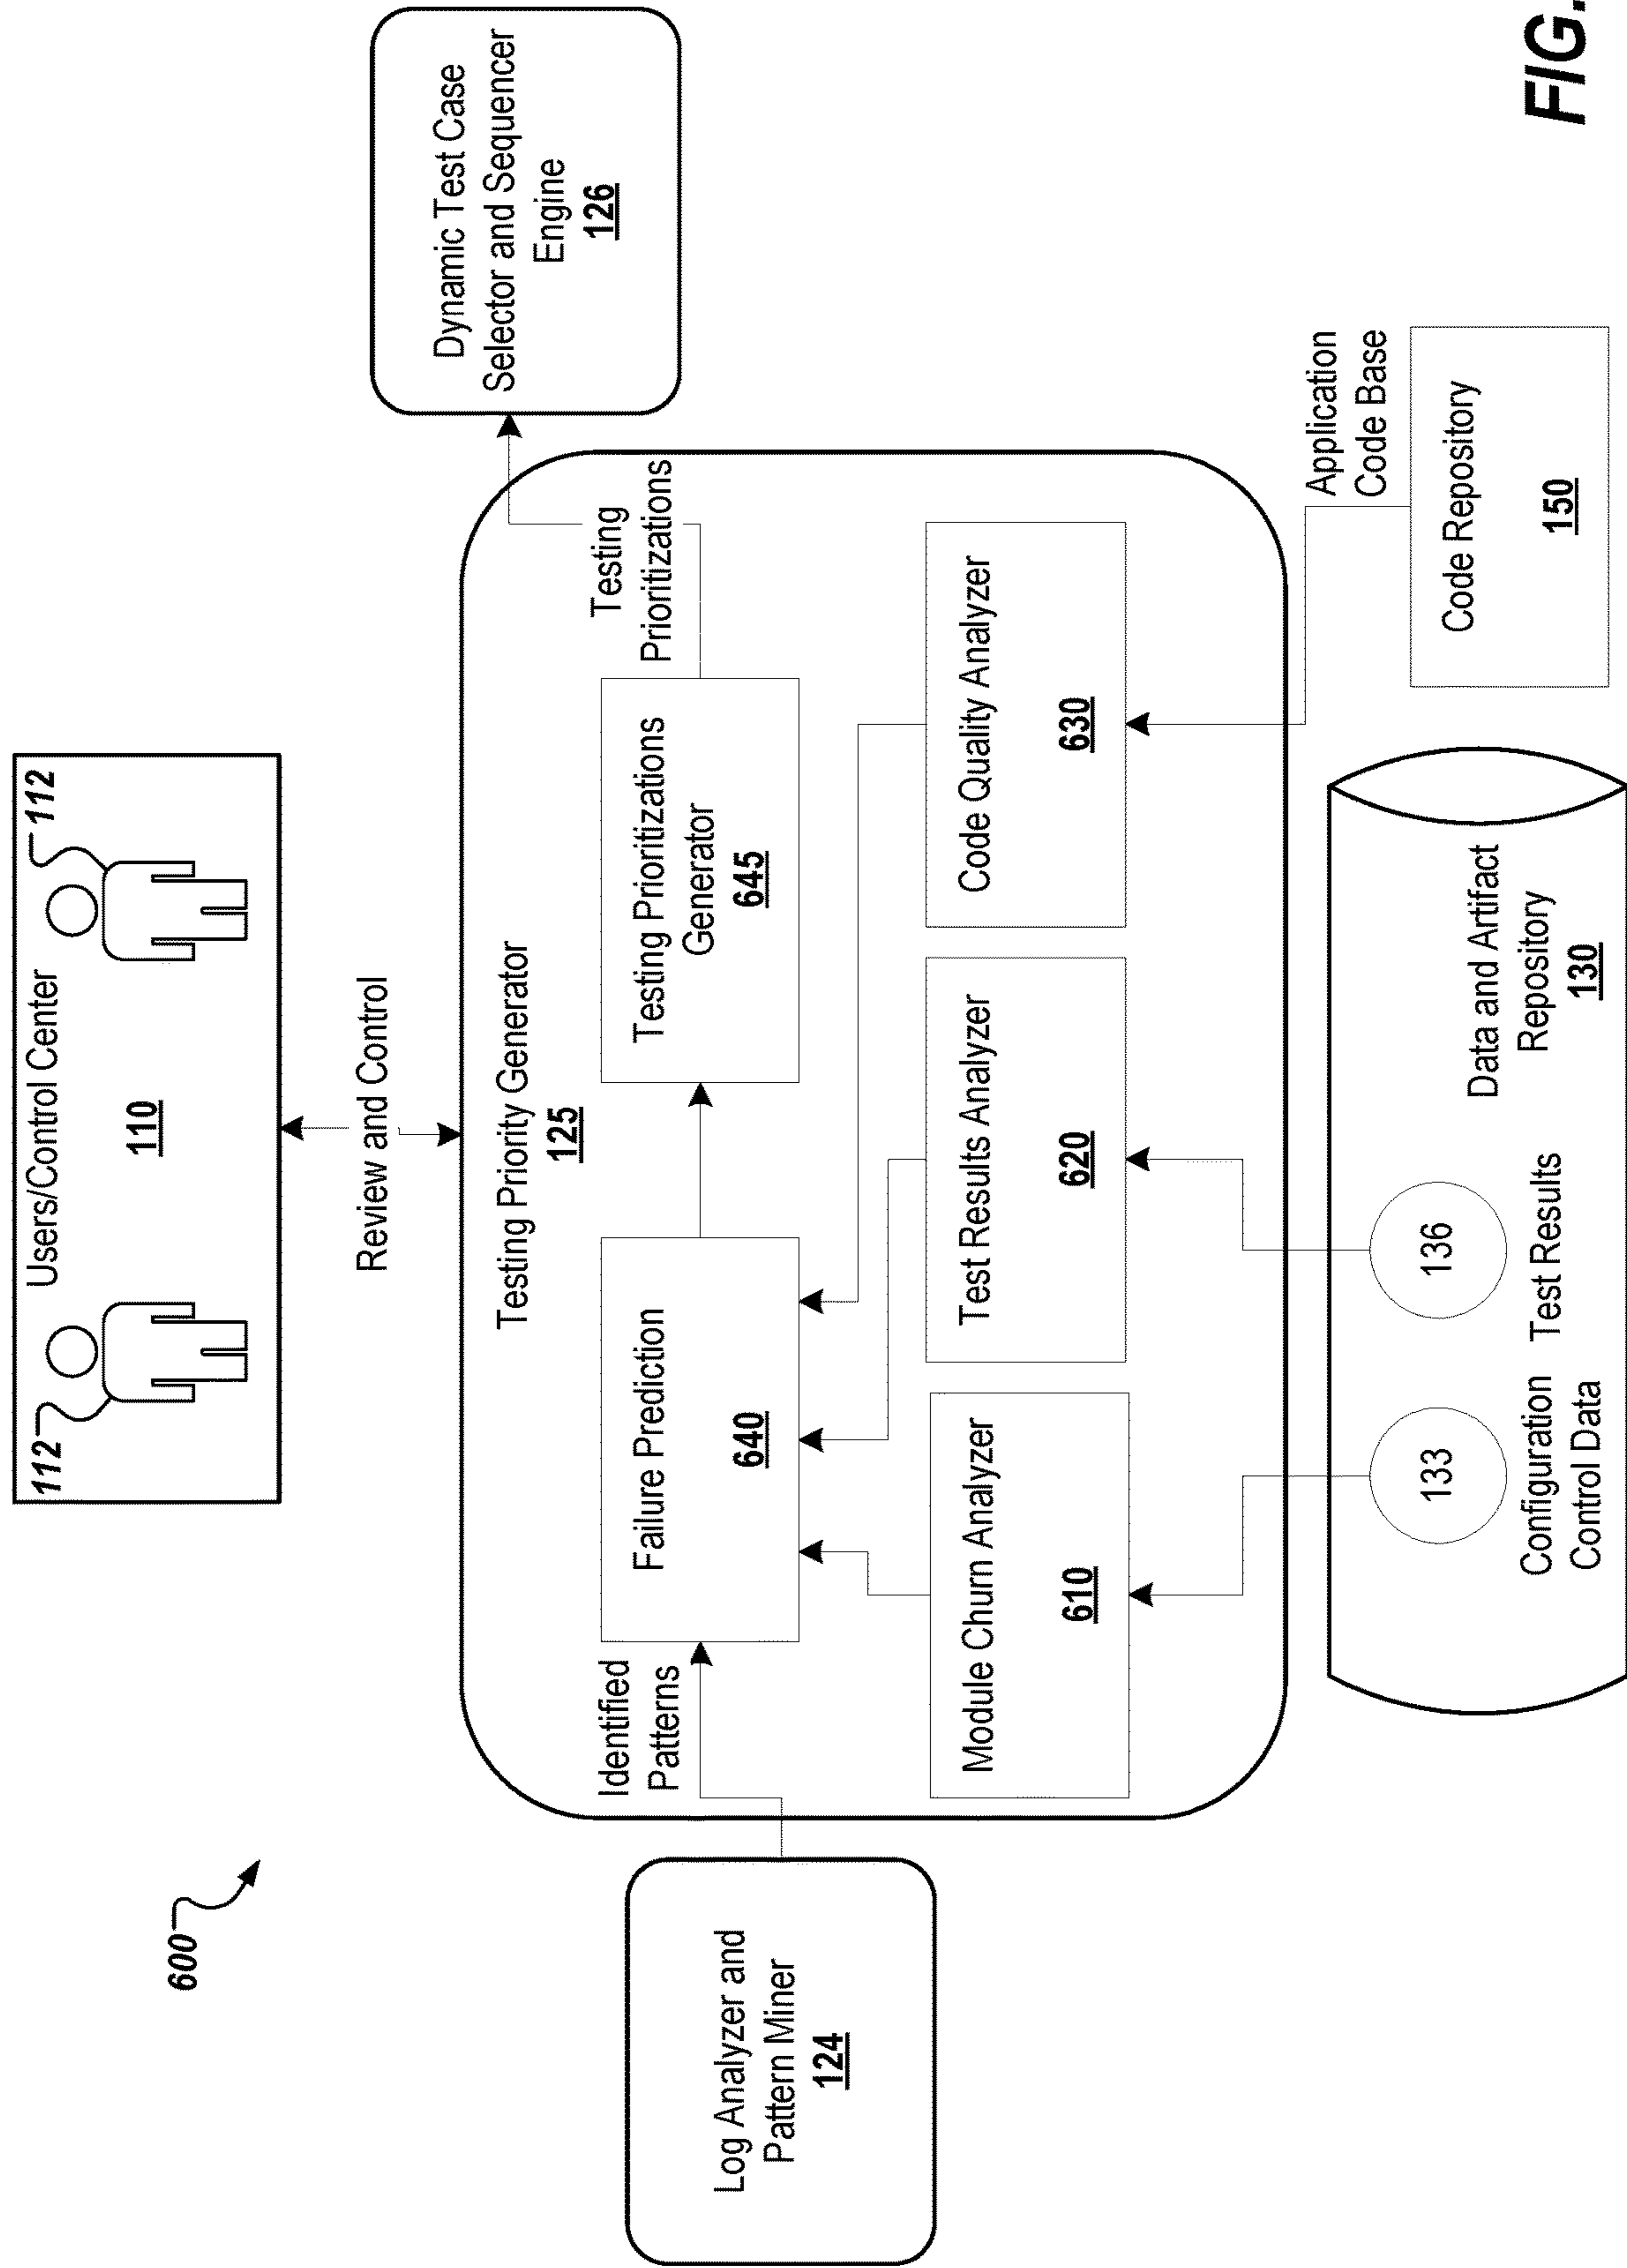 600
Users/Control Center
110
112
112
Review and Control
Log Analyzer and
Pattern Miner
124
Identified
Patterns
Testing Priority Generator
125
Failure Prediction
640
Testing Prioritizations
Generator
645
Testing
Prioritizations
Dynamic Test Case
Selector and Sequencer
Engine
126
Module Churn Analyzer
610
Test Results Analyzer
620
Code Quality Analyzer
630
133
Configuration
Control Data
136
Test Results
Data and Artifact
Repository
130
Application
Code Base
Code Repository
150
FIG.